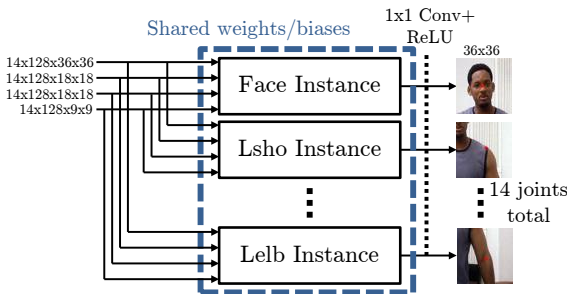 Shared weights/biases
1x1 Conv+
ReLU
36x36
14x128x36x36
14x128x18x18
14x128x18x18
14x128x9x9
Face Instance
Lsho Instance
14 joints
total
Lelb Instance